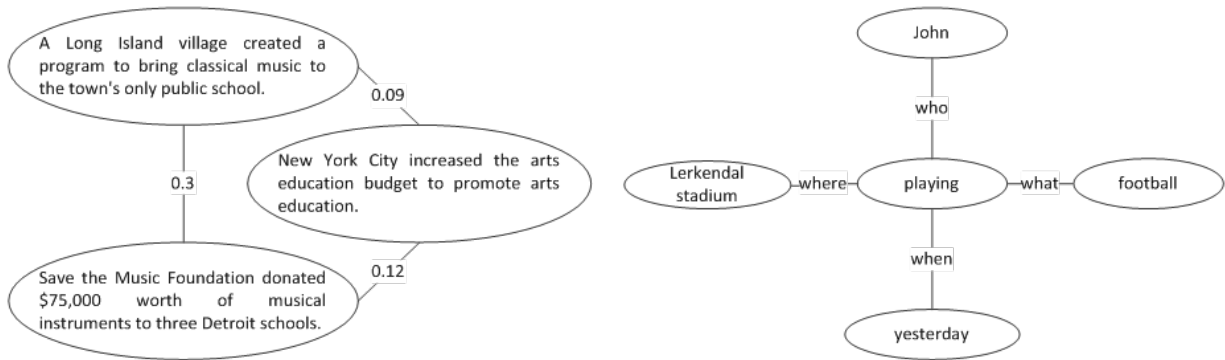 A Long Island village created a
program to bring classical music to
the town's only public school.
0.09
0.3
New York City increased the arts
education budget to promote arts
education.
0.12
Save the Music Foundation donated
$75,000 worth of musical
instruments to three Detroit schools.
John
who
Lerkendal
stadium
where
playing
what
football
when
yesterday